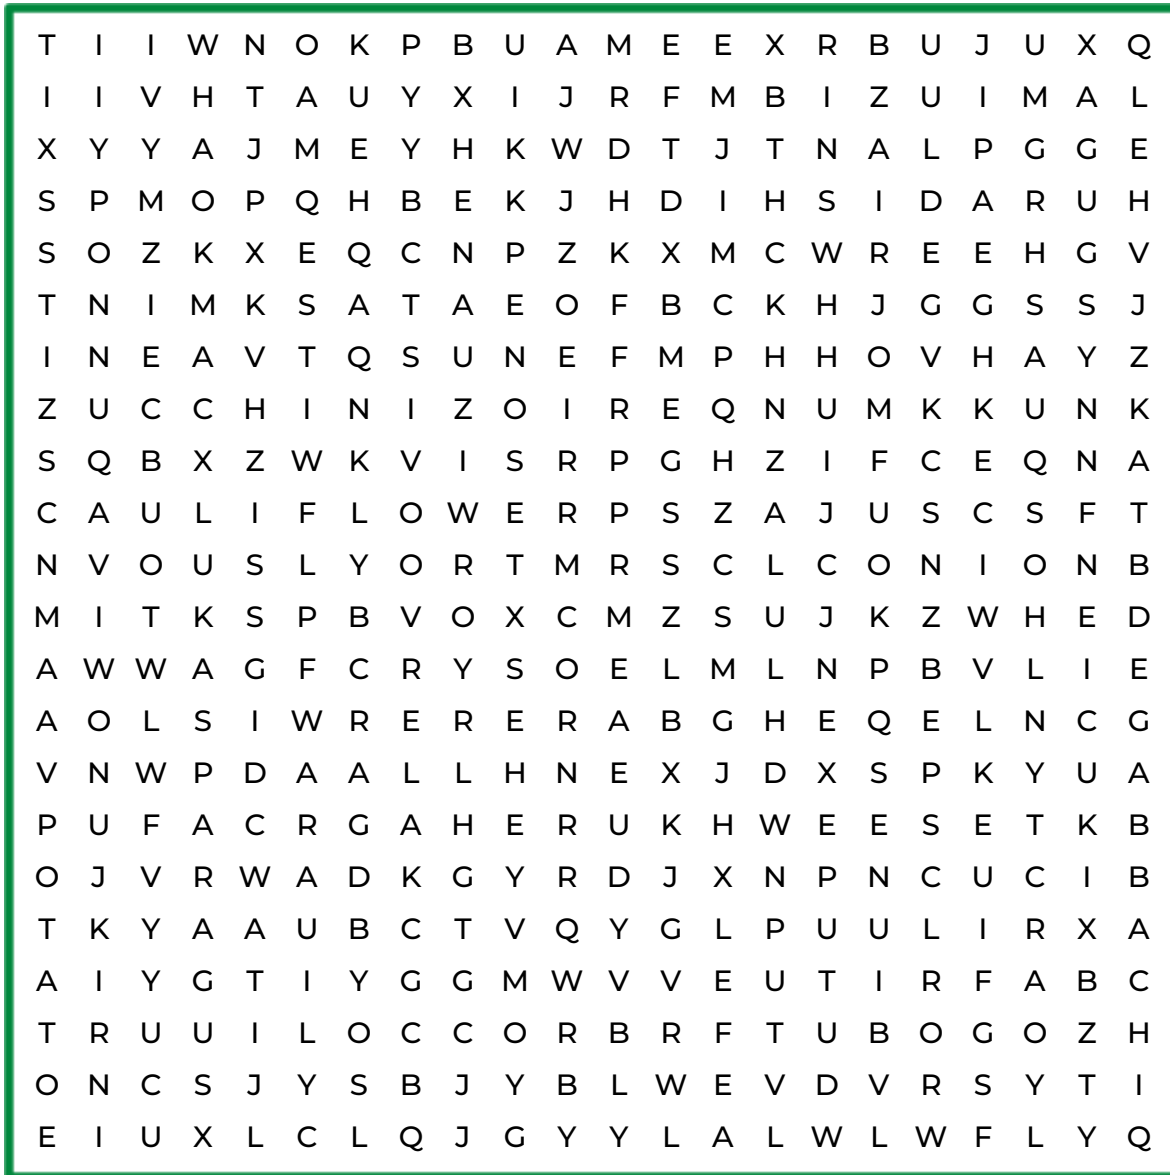 T I I W N O K P B U A M E E X R B U J U X Q
I I V H T A U Y X I J R F M B I Z U I M A L
X Y Y A J M E Y H K W D T J T N A L P G G E
S P M O P Q H B E K J H D I H S I D A R U H
S O Z K X E Q C N P Z K X M C W R E E H G V
T N I M K S A T A E O F B C K H J G G S S J
I N E A V T Q S U N E F M P H H O V H A Y Z
Z U C C H I N I Z O I R E Q N U M K K U N K
S Q B X Z W K V I S R P G H Z I F C E Q N A
C A U L I F L O W E R P S Z A J U S C S F T
N V O U S L Y O R T M R S C L C O N I O N B
M I T K S P B V O X C M Z S U J K Z W H E D
A W W A G F C R Y S O E L M L N P B V L I E
A O L S I W R E R E R A B G H E Q E L N C G
V N W P D A A L L H N E X J D X S P K Y U A
P U F A C R G A H E R U K H W E E S E T K B
O J V R W A D K G Y R D J X N P N C U C I B
T K Y A A U B C T V Q Y G L P U U L I R X A
A I Y G T I Y G G M W V V E U T I R F A B C
T R U U I L O C C O R B R F T U B O G O Z H
O N C S J Y S B J Y B L W E V D V R S Y T I
E I U X L C L Q J G Y Y L A L W L W F L Y Q